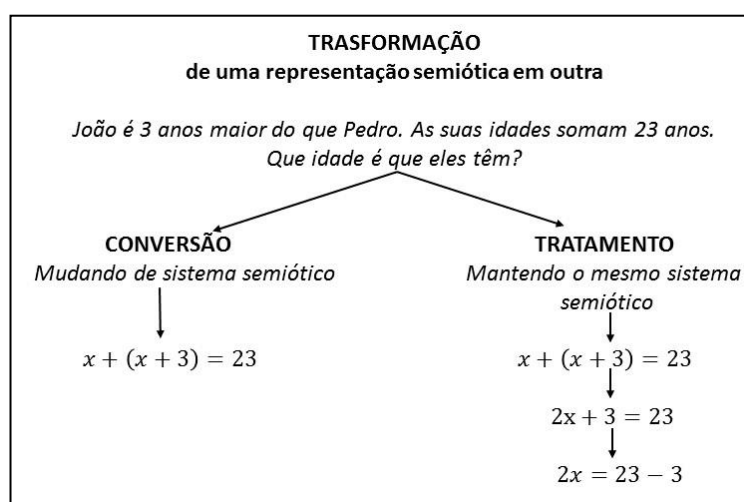 TRASFORMAÇÃO
de uma representação semiótica em outra
João é 3 anos maior do que Pedro. As suas idades somam 23 anos.
Que idade é que eles têm?
CONVERSÃO
Mudando de sistema semiótico
x + (x + 3) = 23
TRATAMENTO
Mantendo o mesmo sistema
semiótico
x + (x + 3) = 23
2x + 3 = 23
2x = 23 − 3